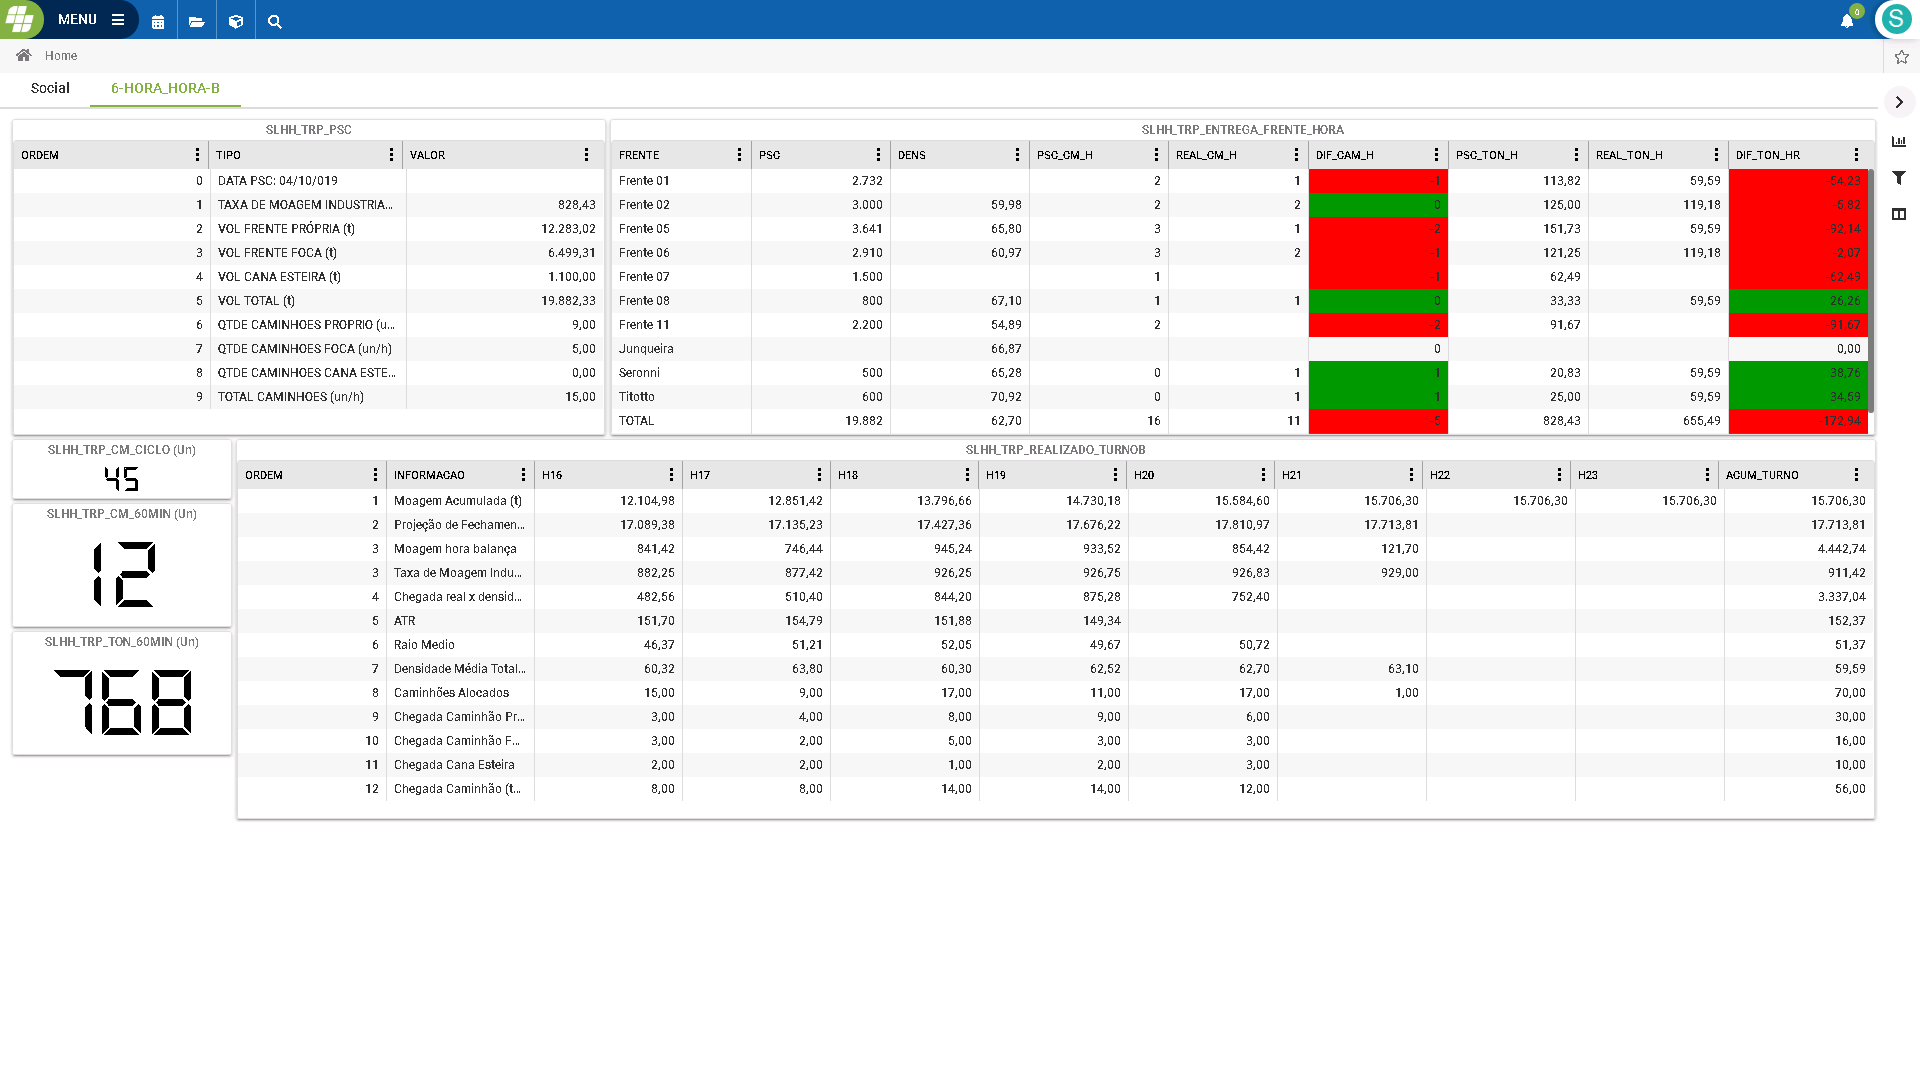 MENU
0
S
Home
Social 6-HORA_HORA-B
SLHH_TRP_PSC
ORDEM TIPO VALOR
0 DATA PSC: 04/10/019
1 TAXA DE MOAGEM INDUSTRIA... 828,43
2 VOL FRENTE PRÓPRIA (t) 12.283,02
3 VOL FRENTE FOCA (t) 6.499,31
4 VOL CANA ESTEIRA (t) 1.100,00
5 VOL TOTAL (t) 19.882,33
6 QTDE CAMINHOES PROPRIO (u... 9,00
7 QTDE CAMINHOES FOCA (un/h) 5,00
8 QTDE CAMINHOES CANA ESTE... 0,00
9 TOTAL CAMINHOES (un/h) 15,00
SLHH_TRP_ENTREGA_FRENTE_HORA
FRENTE PSC DENS PSC_CM_H REAL_CM_H DIF_CAM_H PSC_TON_H REAL_TON_H DIF_TON_HR
Frente 01 2.732 2 1 -1 113,82 59,59 -54,23
Frente 02 3.000 59,98 2 2 0 125,00 119,18 -5,82
Frente 05 3.641 65,80 3 1 -2 151,73 59,59 -92,14
Frente 06 2.910 60,97 3 2 -1 121,25 119,18 -2,07
Frente 07 1.500 1 -1 62,49 -62,49
Frente 08 800 67,10 1 1 0 33,33 59,59 26,26
Frente 11 2.200 54,89 2 -2 91,67 -91,67
Junqueira 66,87 0 0,00
Seronni 500 65,28 0 1 1 20,83 59,59 38,76
Titotto 600 70,92 0 1 1 25,00 59,59 34,59
TOTAL 19.882 62,70 16 11 -5 828,43 655,49 -172,94
SLHH_TRP_CM_CICLO (Un)
45
SLHH_TRP_CM_60MIN (Un)
12
SLHH_TRP_TON_60MIN (Un)
768
SLHH_TRP_REALIZADO_TURNOB
ORDEM INFORMACAO H16 H17 H18 H19 H20 H21 H22 H23 ACUM_TURNO
1 Moagem Acumulada (t) 12.104,98 12.851,42 13.796,66 14.730,18 15.584,60 15.706,30 15.706,30 15.706,30 15.706,30
2 Projeção de Fechamen... 17.089,38 17.135,23 17.427,36 17.676,22 17.810,97 17.713,81 17.713,81
3 Moagem hora balança 841,42 746,44 945,24 933,52 854,42 121,70 4.442,74
3 Taxa de Moagem Indu... 882,25 877,42 926,25 926,75 926,83 929,00 911,42
4 Chegada real x densid... 482,56 510,40 844,20 875,28 752,40 3.337,04
5 ATR 151,70 154,79 151,88 149,34 152,37
6 Raio Medio 46,37 51,21 52,05 49,67 50,72 51,37
7 Densidade Média Total... 60,32 63,80 60,30 62,52 62,70 63,10 59,59
8 Caminhões Alocados 15,00 9,00 17,00 11,00 17,00 1,00 70,00
9 Chegada Caminhão Pr... 3,00 4,00 8,00 9,00 6,00 30,00
10 Chegada Caminhão F... 3,00 2,00 5,00 3,00 3,00 16,00
11 Chegada Cana Esteira 2,00 2,00 1,00 2,00 3,00 10,00
12 Chegada Caminhão (t... 8,00 8,00 14,00 14,00 12,00 56,00